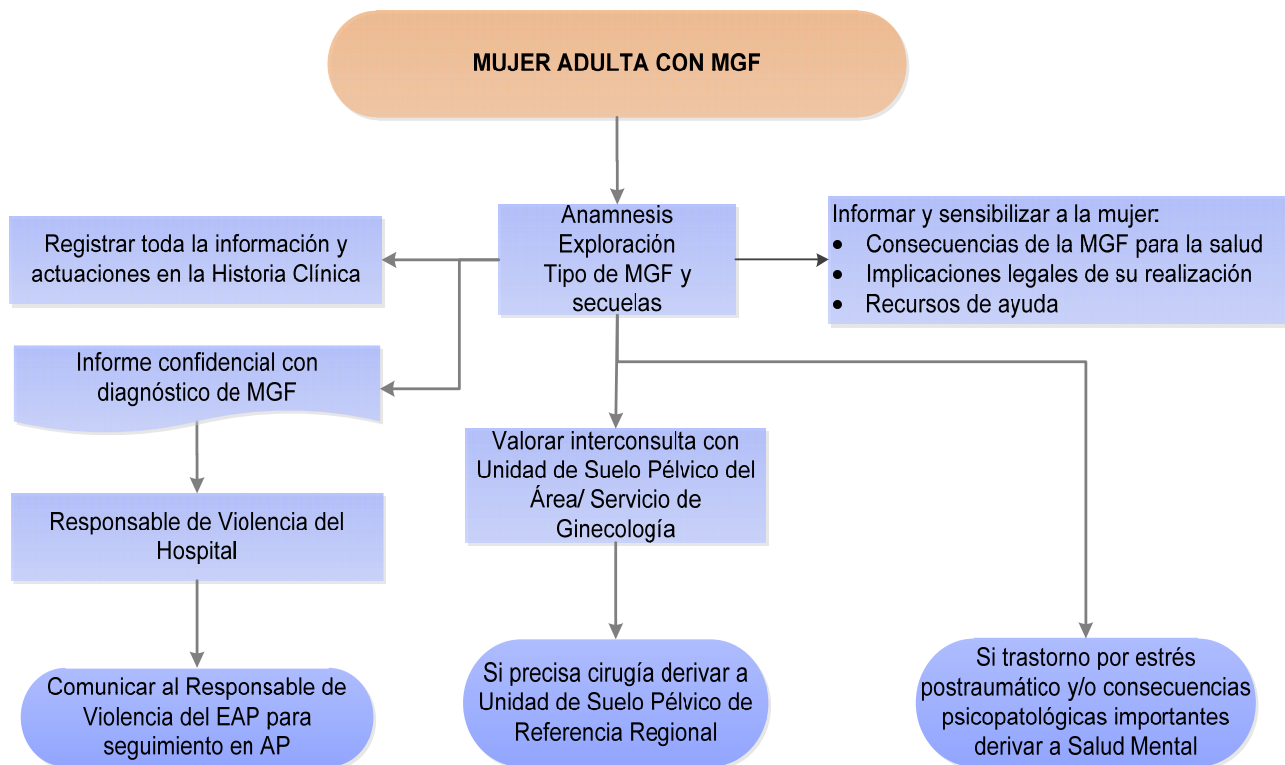 MUJER ADULTA CON MGF
Registrar toda la información y
actuaciones en la Historia Clínica
Anamnesis
Exploración
Tipo de MGF y
secuelas
Informar y sensibilizar a la mujer:
• Consecuencias de la MGF para la salud
• Implicaciones legales de su realización
• Recursos de ayuda
Informe confidencial con
diagnóstico de MGF
Valorar interconsulta con
Unidad de Suelo Pélvico del
Área/ Servicio de
Ginecología
Responsable de Violencia del
Hospital
Comunicar al Responsable de
Violencia del EAP para
seguimiento en AP
Si precisa cirugía derivar a
Unidad de Suelo Pélvico de
Referencia Regional
Si trastorno por estrés
postraumático y/o consecuencias
psicopatológicas importantes
derivar a Salud Mental